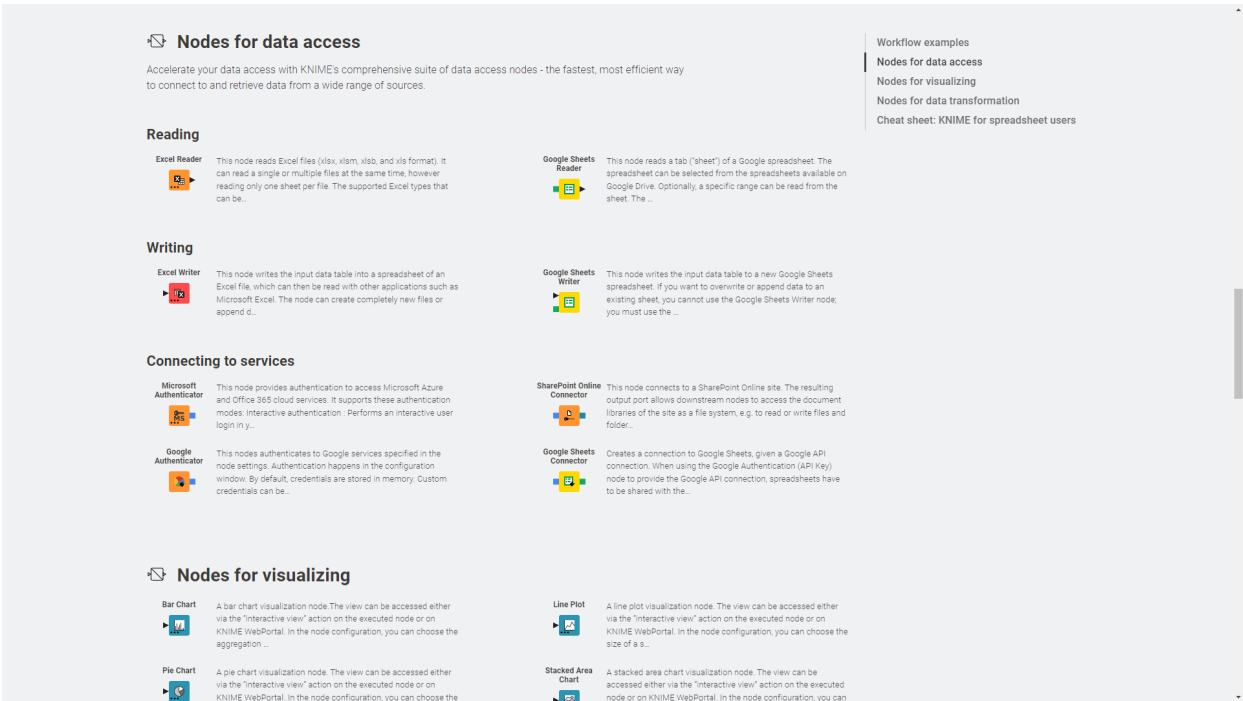 Nodes for data access
Accelerate your data access with KNIME's comprehensive suite of data access nodes - the fastest, most efficient way
to connect to and retrieve data from a wide range of sources.
Workflow examples
Nodes for data access
Nodes for visualizing
Nodes for data transformation
Cheat sheet: KNIME for spreadsheet users
Reading
Excel Reader
This node reads Excel files (xlsx, xlsm, xlsb, and xls format). It
can read a single or multiple files at the same time, however
reading only one sheet per file. The supported Excel types that
can be…
Google Sheets
Reader
This node reads a tab ("sheet") of a Google spreadsheet. The
spreadsheet can be selected from the spreadsheets available on
Google Drive. Optionally, a specific range can be read from the
sheet. The …
Writing
Excel Writer
This node writes the input data table into a spreadsheet of an
Excel file, which can then be read with other applications such as
Microsoft Excel. The node can create completely new files or
append d…
Google Sheets
Writer
This node writes the input data table to a new Google Sheets
spreadsheet. If you want to overwrite or append data to an
existing sheet, you cannot use the Google Sheets Writer node;
you must use the …
Connecting to services
Microsoft
Authenticator
MS
This node provides authentication to access Microsoft Azure
and Office 365 cloud services. It supports these authentication
modes: Interactive authentication : Performs an interactive user
login in y…
SharePoint Online
Connector
This node connects to a SharePoint Online site. The resulting
output port allows downstream nodes to access the document
libraries of the site as a file system, e.g. to read or write files and
folder…
Google
Authenticator
This nodes authenticates to Google services specified in the
node settings. Authentication happens in the configuration
window. By default, credentials are stored in memory. Custom
credentials can be…
Google Sheets
Connector
Creates a connection to Google Sheets, given a Google API
connection. When using the Google Authentication (API Key)
node to provide the Google API connection, spreadsheets have
to be shared with the…
Nodes for visualizing
Bar Chart
A bar chart visualization node.The view can be accessed either
via the "interactive view" action on the executed node or on
KNIME WebPortal. In the node configuration, you can choose the
aggregation …
Line Plot
A line plot visualization node. The view can be accessed either
via the "interactive view" action on the executed node or on
KNIME WebPortal. In the node configuration, you can choose the
size of a s…
Pie Chart
A pie chart visualization node. The view can be accessed either
via the "interactive view" action on the executed node or on
KNIME WebPortal. In the node configuration, you can choose the
Stacked Area
Chart
A stacked area chart visualization node. The view can be
accessed either via the "interactive view" action on the executed
node or on KNIME WebPortal. In the node configuration, you can